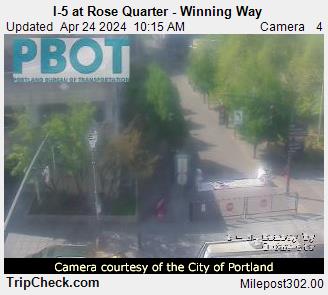 I-5 at Rose Quarter - Winning Way
Updated Apr 24 2024 10:15 AM Camera 4
PBOT
PORTLAND BUREAU OF TRANSPORTATION
Camera courtesy of the City of Portland
TripCheck.com Milepost302.00